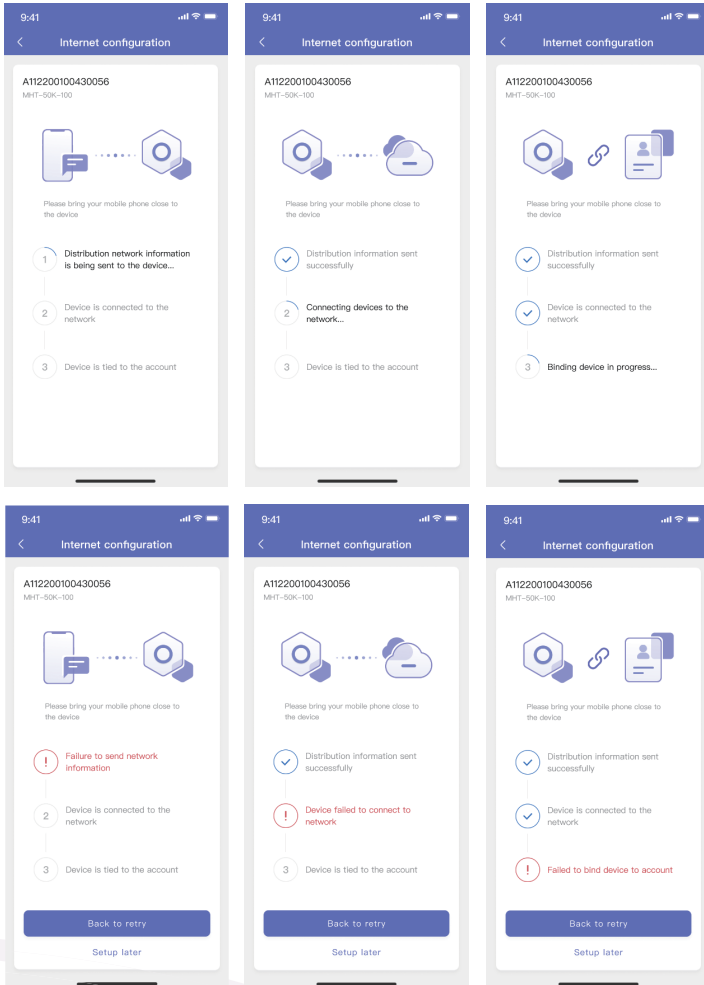 9:41
Internet configuration
A112200100430056
MHT-50K-100
Please bring your mobile phone close to
the device
1
Distribution network information
is being sent to the device...
2
Device is connected to the
network
3
Device is tied to the account
9:41
Internet configuration
A112200100430056
MHT-50K-100
Please bring your mobile phone close to
the device
Distribution information sent
successfully
2
Connecting devices to the
network...
3
Device is tied to the account
9:41
Internet configuration
A112200100430056
MHT-50K-100
Please bring your mobile phone close to
the device
Distribution information sent
successfully
Device is connected to the
network
3
Binding device in progress...
9:41
Internet configuration
A112200100430056
MHT-50K-100
Please bring your mobile phone close to
the device
!
Failure to send network
information
2
Device is connected to the
network
3
Device is tied to the account
Back to retry
Setup later
9:41
Internet configuration
A112200100430056
MHT-50K-100
Please bring your mobile phone close to
the device
Distribution information sent
successfully
!
Device failed to connect to
network
3
Device is tied to the account
Back to retry
Setup later
9:41
Internet configuration
A112200100430056
MHT-50K-100
Please bring your mobile phone close to
the device
Distribution information sent
successfully
Device is connected to the
network
!
Failed to bind device to account
Back to retry
Setup later